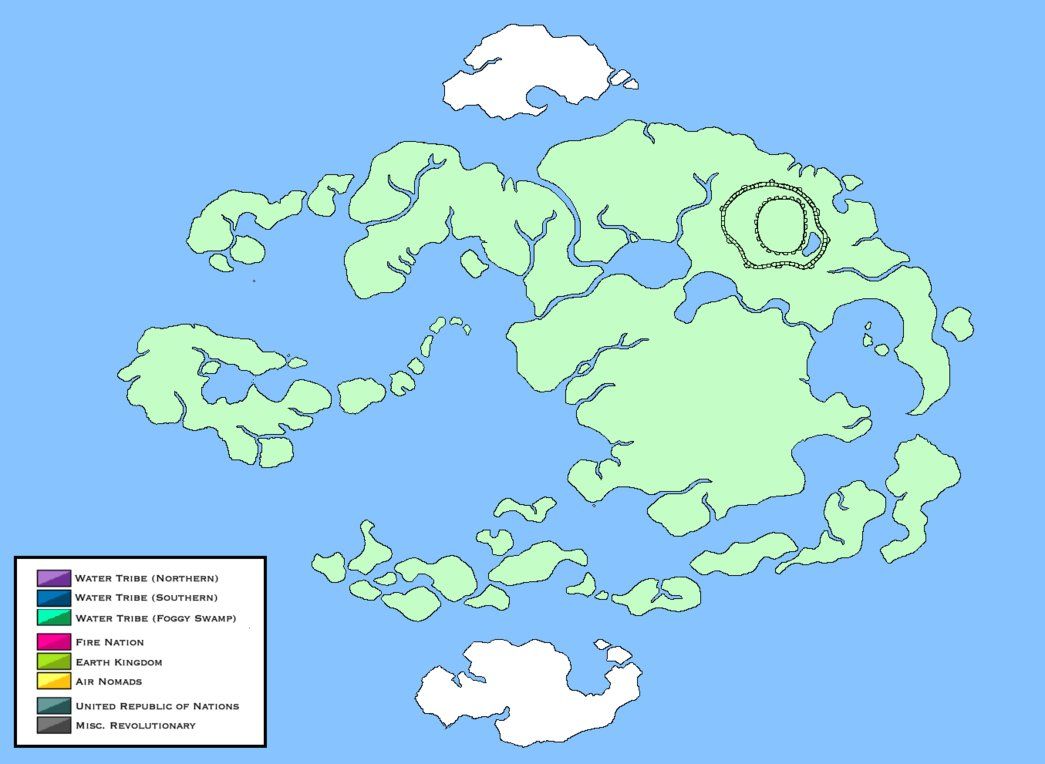 Water Tribe (Northern)
Water Tribe (Southern)
Water Tribe (Foggy Swamp)
Fire Nation
Earth Kingdom
Air Nomads
United Republic of Nations
Misc. Revolutionary